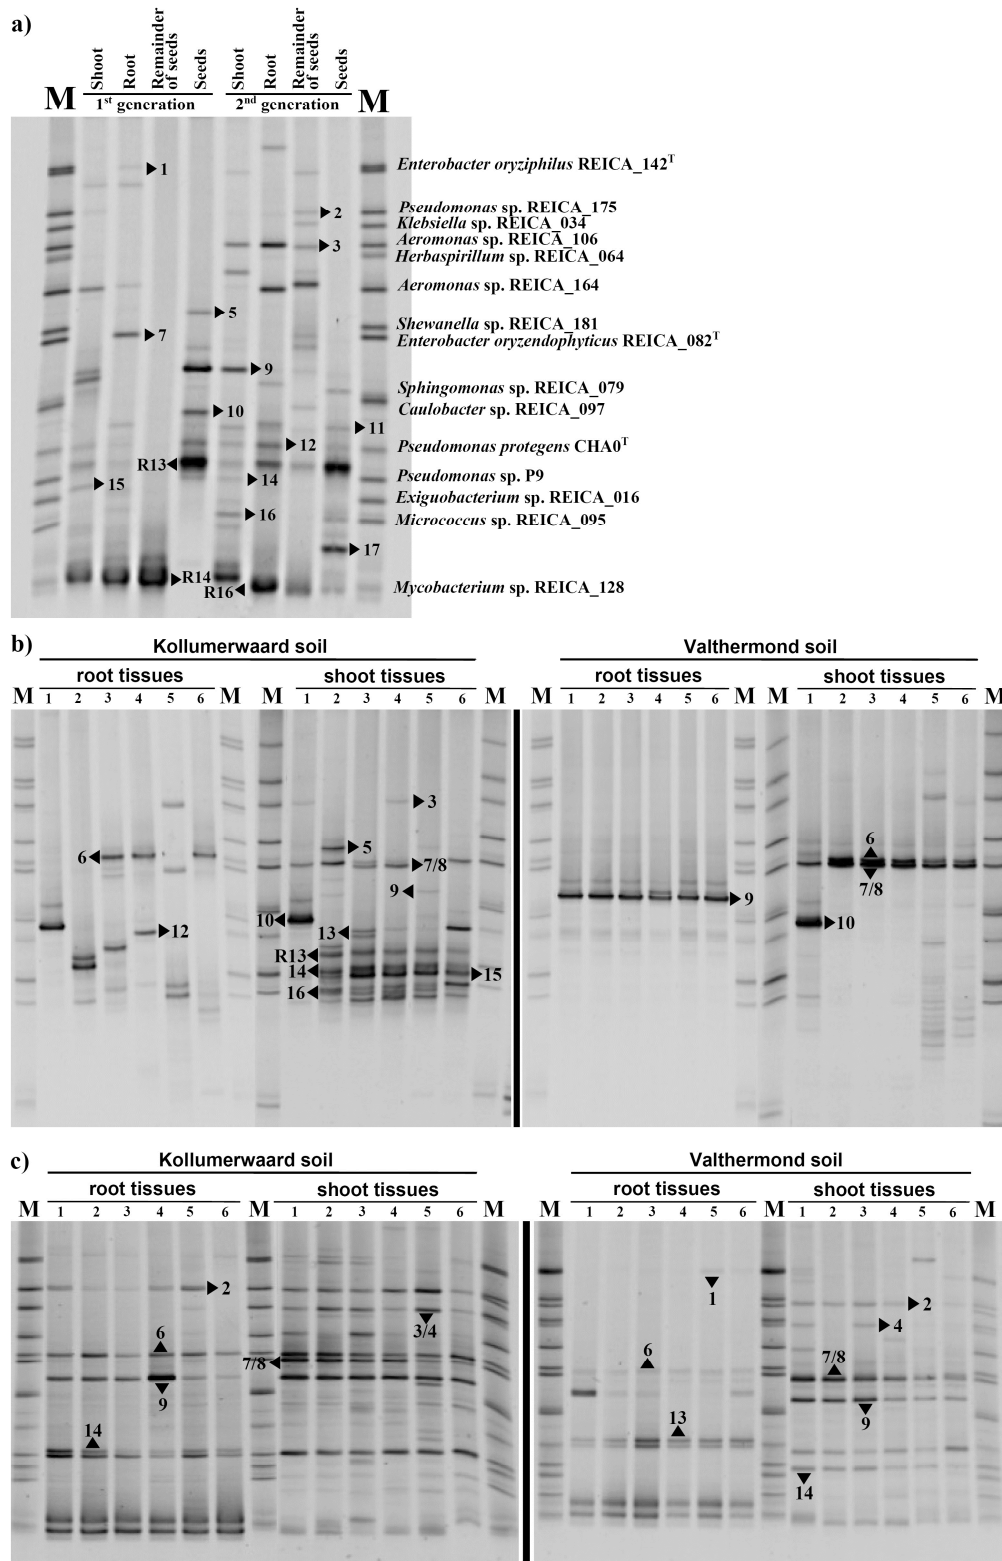 a)
Shoot
Root
Remainder
of seeds
Seeds
Shoot
Root
Remainder
of seeds
Seeds
M
1st generation
2nd generation
M
1
Enterobacter oryziphilus REICA_142T
2
Pseudomonas sp. REICA_175
Klebsiella sp. REICA_034
3
Aeromonas sp. REICA_106
Herbaspirillum sp. REICA_064
Aeromonas sp. REICA_164
5
Shewanella sp. REICA_181
7
Enterobacter oryzendophyticus REICA_082T
9
Sphingomonas sp. REICA_079
10
Caulobacter sp. REICA_097
11
12
Pseudomonas protegens CHA0T
R13
15
14
Pseudomonas sp. P9
Exiguobacterium sp. REICA_016
16
Micrococcus sp. REICA_095
17
R14
R16
Mycobacterium sp. REICA_128
b)
Kollumerwaard soil
Valthermond soil
root tissues
shoot tissues
root tissues
shoot tissues
M 1 2 3 4 5 6 M 1 2 3 4 5 6 M
1 2 3 4 5 6
M 1 2 3 4 5 6 M 1 2 3 4 5 6 M
3
5
6
7/8
6
7/8
9
9
10
10
12
13
R13
14
15
16
c)
Kollumerwaard soil
Valthermond soil
root tissues
shoot tissues
root tissues
shoot tissues
M 1 2 3 4 5 6 M 1 2 3 4 5 6 M
M 1 2 3 4 5 6 M 1 2 3 4 5 6 M
2
1
2
3/4
4
6
6
7/8
7/8
9
9
14
13
14